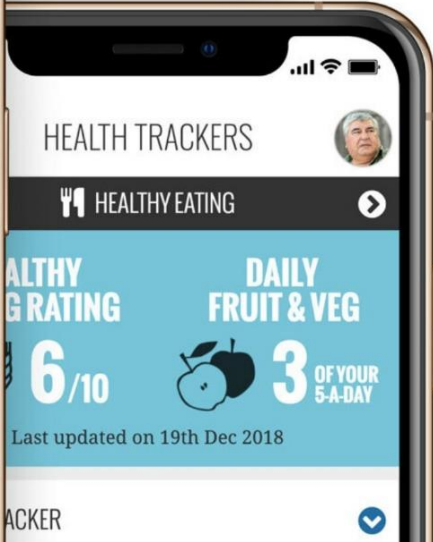 HEALTH TRACKERS
HEALTHY EATING
ALTHY
G RATING
DAILY
FRUIT & VEG
6/10
3 OF YOUR
5-A-DAY
Last updated on 19th Dec 2018
ACKER